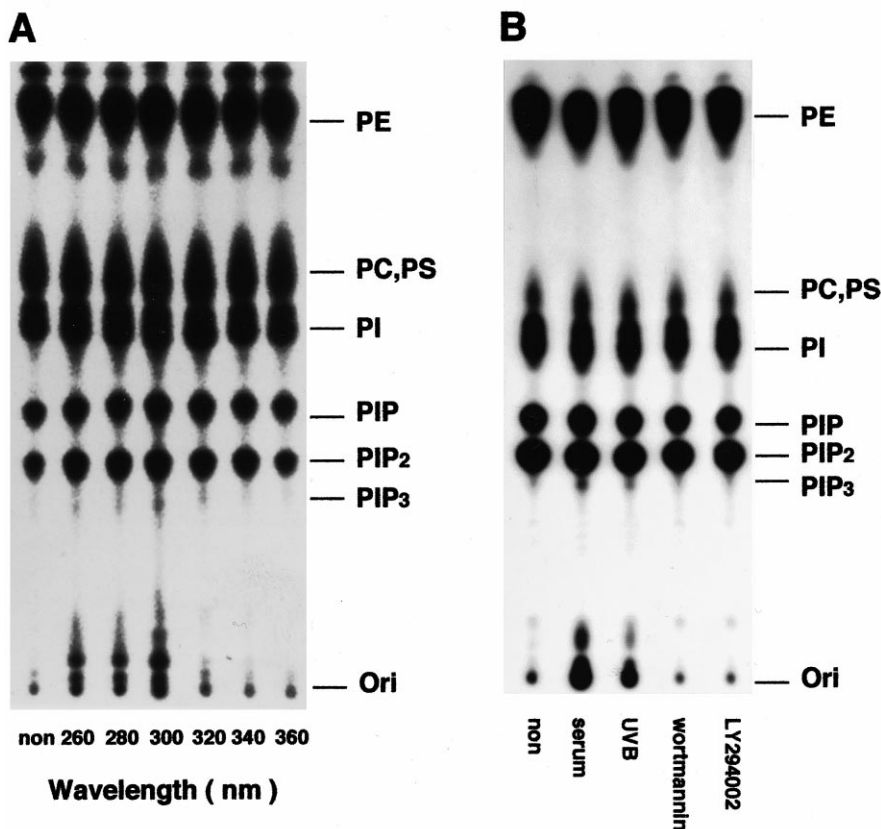 A
PE
PC,PS
PI
PIP
PIP2
PIP3
Ori
non 260 280 300 320 340 360
Wavelength ( nm )
B
PE
PC,PS
PI
PIP
PIP2
PIP3
Ori
non
serum
UVB
wortmannin
LY294002